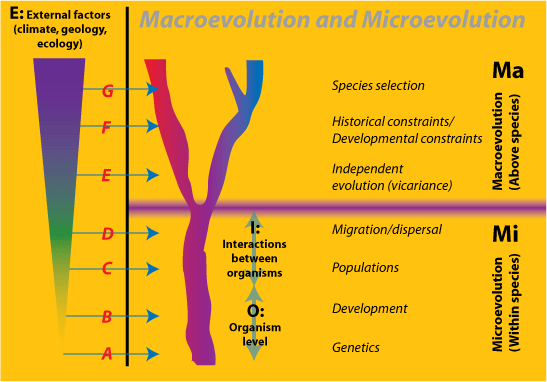 E: External factors
(climate, geology,
ecology)
Macroevolution and Microevolution
G
Species selection
F
Historical constraints/
Developmental constraints
E
Independent
evolution (vicariance)
Ma
Macroevolution
(Above species)
D
Migration/dispersal
I:
Interactions
between
organisms
C
Populations
B
Development
O:
Organism
level
A
Genetics
Mi
Microevolution
(Within species)